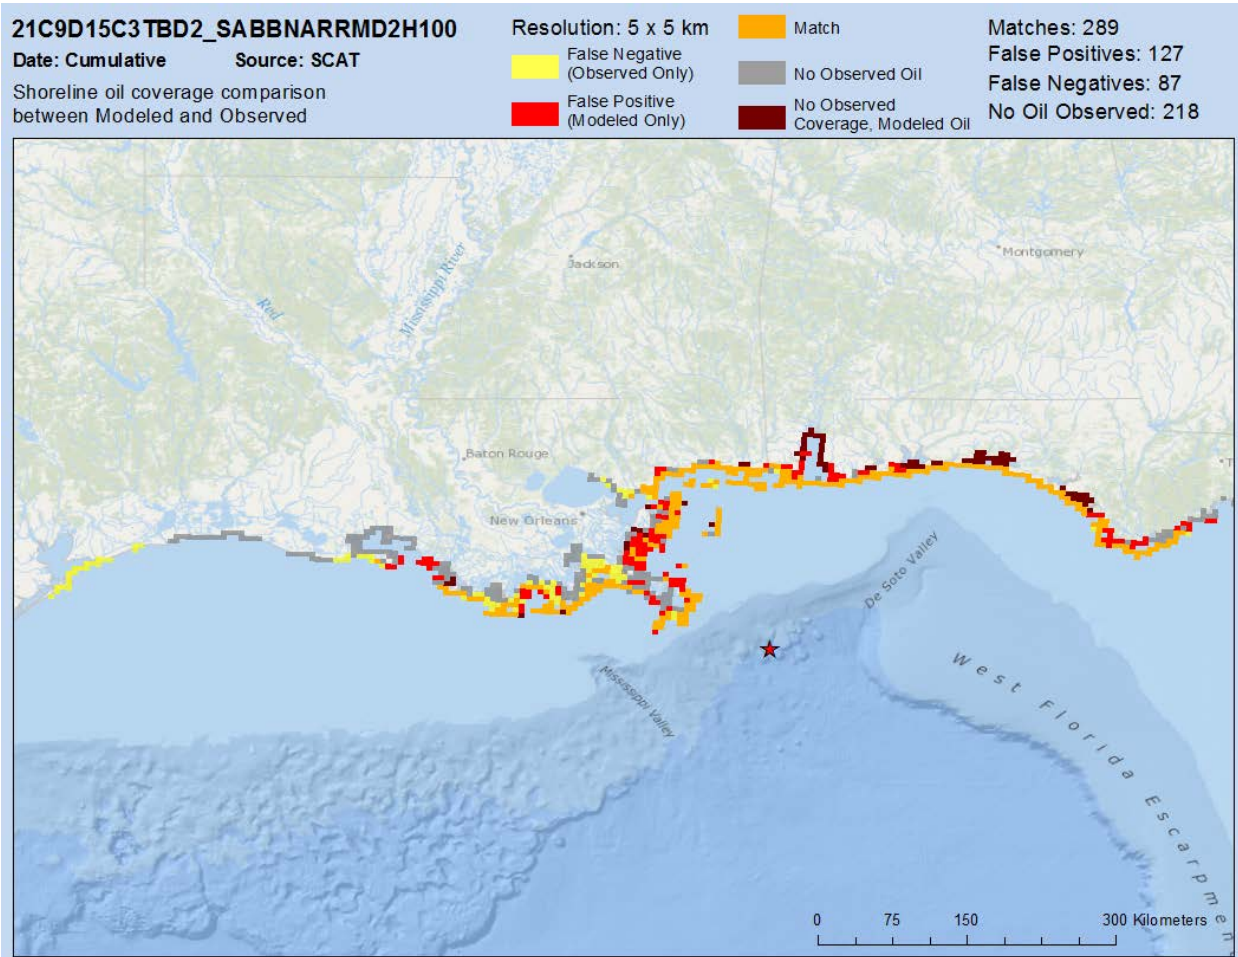 21C9D15C3TBD2_SABBNARRMD2H100
Date: Cumulative Source: SCAT
Shoreline oil coverage comparison
between Modeled and Observed
Resolution: 5 x 5 km
False Negative
(Observed Only)
False Positive
(Modeled Only)
Match
No Observed Oil
No Observed
Coverage, Modeled Oil
Matches: 289
False Positives: 127
False Negatives: 87
No Oil Observed: 218
Montgomery
Jackson
Mississippi River
Red
Baton Rouge
New Orleans
De Soto Valley
West Florida Escarpmen
Mississippi Valley
0 75 150 300 Kilometers